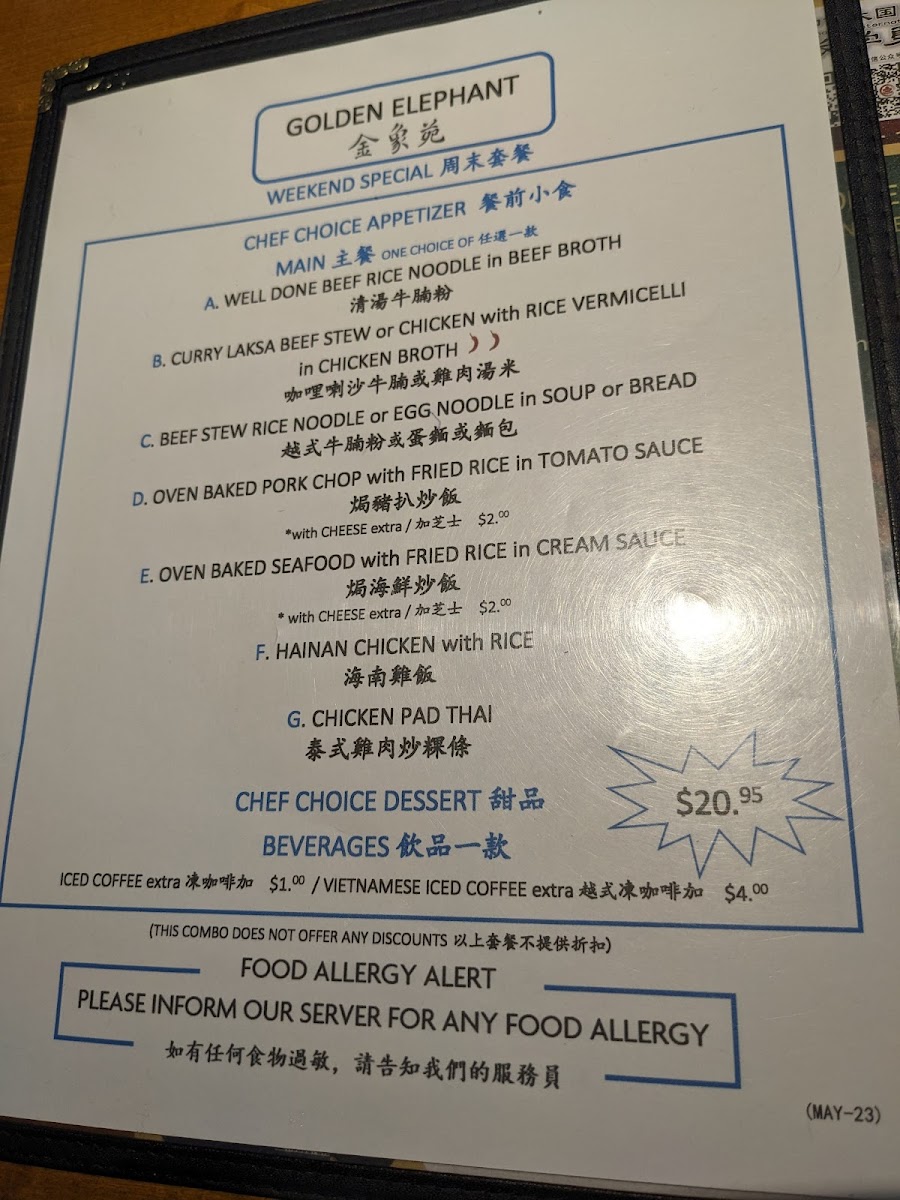 GOLDEN ELEPHANT
金象苑
WEEKEND SPECIAL 周末套餐
CHEF CHOICE APPETIZER 餐前小食
MAIN 主餐 ONE CHOICE OF 任選一款
A. WELL DONE BEEF RICE NOODLE in BEEF BROTH
清湯牛腩粉
B. CURRY LAKSA BEEF STEW or CHICKEN with RICE VERMICELLI
in CHICKEN BROTH
咖哩喇沙牛腩或雞肉湯米
C. BEEF STEW RICE NOODLE or EGG NOODLE in SOUP or BREAD
越式牛腩粉或蛋麵或麵包
D. OVEN BAKED PORK CHOP with FRIED RICE in TOMATO SAUCE
焗豬扒炒飯
*with CHEESE extra / 加芝士 $2.00
E. OVEN BAKED SEAFOOD with FRIED RICE in CREAM SAUCE
焗海鮮炒飯
* with CHEESE extra / 加芝士 $2.00
F. HAINAN CHICKEN with RICE
海南雞飯
G. CHICKEN PAD THAI
泰式雞肉炒粿條
CHEF CHOICE DESSERT 甜品
$20.95
BEVERAGES 飲品一款
ICED COFFEE extra 凍咖啡加 $1.00 / VIETNAMESE ICED COFFEE extra 越式凍咖啡加 $4.00
(THIS COMBO DOES NOT OFFER ANY DISCOUNTS 以上套餐不提供折扣)
FOOD ALLERGY ALERT
PLEASE INFORM OUR SERVER FOR ANY FOOD ALLERGY
如有任何食物過敏，請告知我們的服務員
(MAY-23)